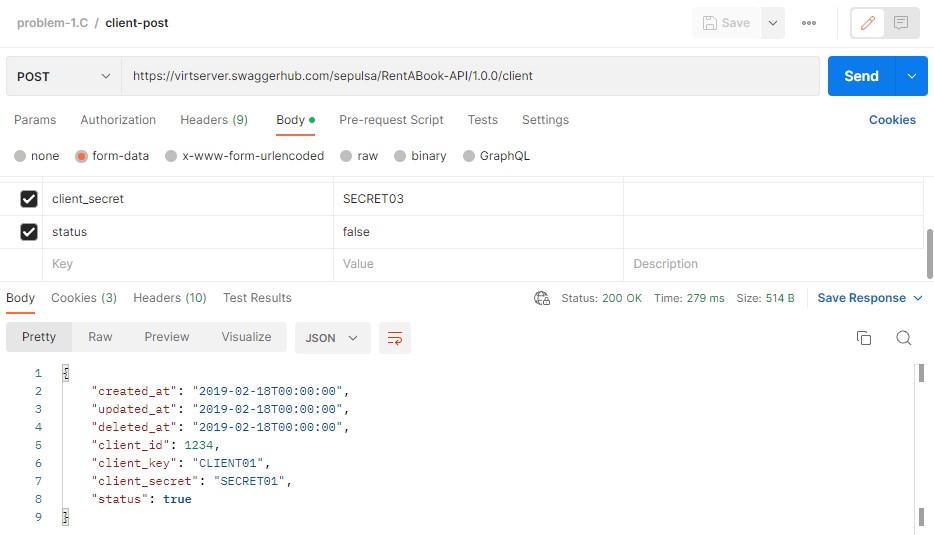 problem-1.C / client-post
Save
POST
https://virtserver.swaggerhub.com/sepulsa/RentABook-API/1.0.0/client
Send
Params Authorization Headers (9) Body Pre-request Script Tests Settings Cookies
none form-data x-www-form-urlencoded raw binary GraphQL
client_secret SECRET03
status false
Key Value Description
Body Cookies (3) Headers (10) Test Results Status: 200 OK Time: 279 ms Size: 514 B Save Response
Pretty Raw Preview Visualize JSON
1 {
2 "created_at": "2019-02-18T00:00:00",
3 "updated_at": "2019-02-18T00:00:00",
4 "deleted_at": "2019-02-18T00:00:00",
5 "client_id": 1234,
6 "client_key": "CLIENT01",
7 "client_secret": "SECRET01",
8 "status": true
9 }